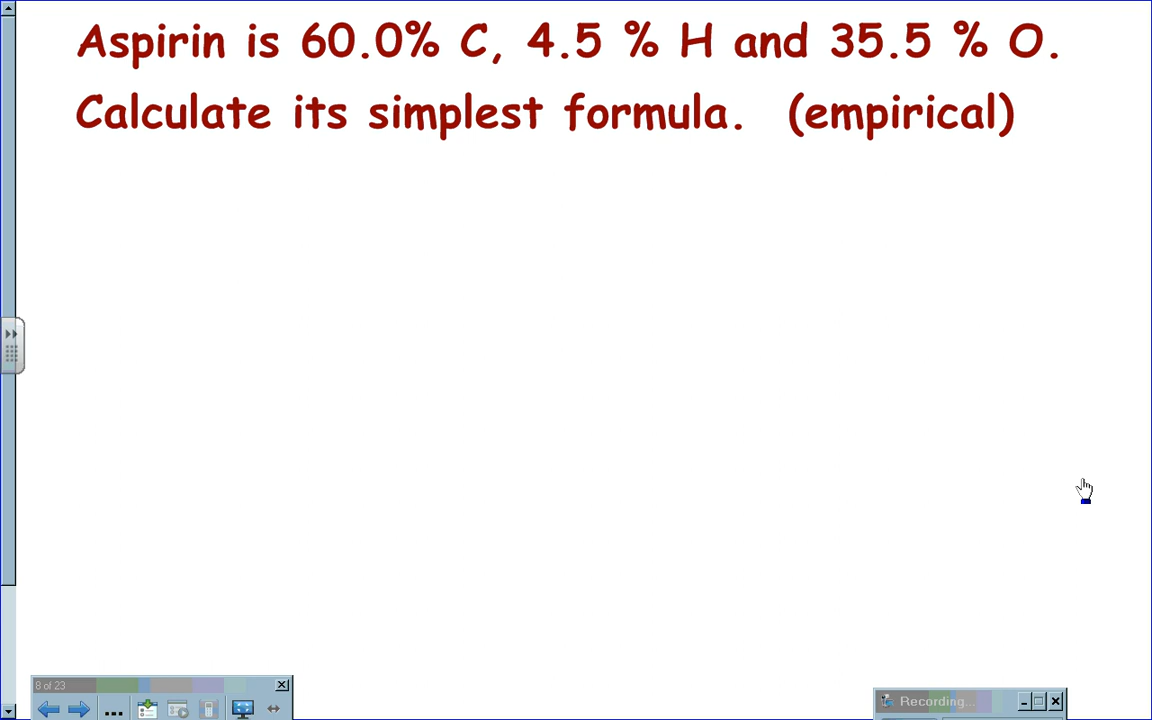 Aspirin is 60.0% C, 4.5 % H and 35.5 % O.
Calculate its simplest formula. (empirical)
8 of 23
Recording...